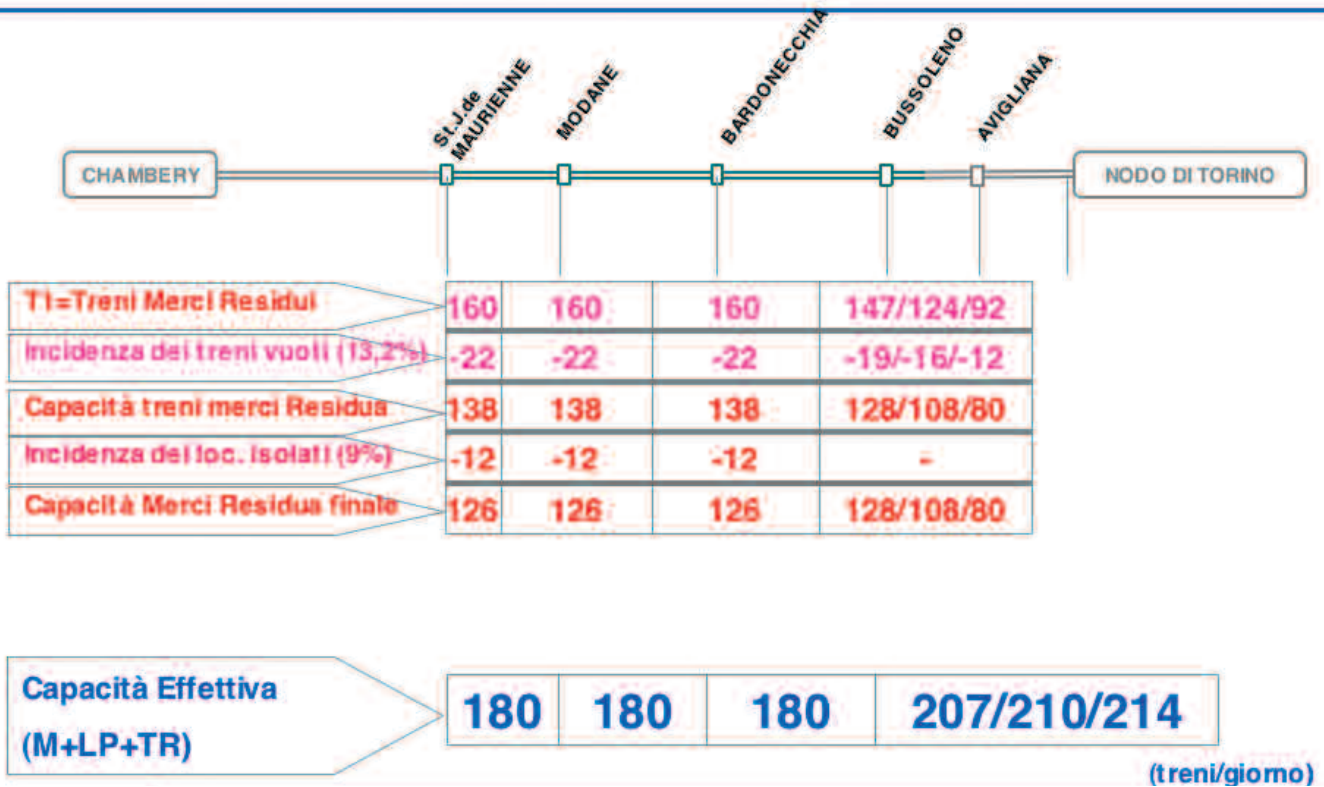 St.J.de
MAURIENNE
MODANE
BARDONECCHIA
BUSSOLENO
AVIGLIANA
CHAMBERY
NODO DI TORINO
T1=Treni Merci Residui 160 160 160 147/124/92
Incidenza dei treni vuoti (13,2%) -22 -22 -22 -19/-16/-12
Capacità treni merci Residua 138 138 138 128/108/80
Incidenza dei loc. isolati (9%) -12 -12 -12 -
Capacità Merci Residua finale 126 126 126 128/108/80
Capacità Effettiva
(M+LP+TR)
180 180 180 207/210/214
(treni/giorno)